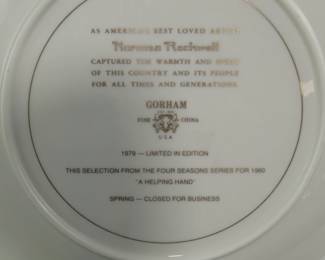 AS AMERICA'S BEST LOVED ARTIST,
Norman Rockwell
CAPTURED THE WARMTH AND SPIRIT
OF THIS COUNTRY AND ITS PEOPLE
FOR ALL TIMES AND GENERATIONS.
GORHAM
FINE CHINA
U.S.A.
1979 – LIMITED IN EDITION
THIS SELECTION FROM THE FOUR SEASONS SERIES FOR 1980
'A HELPING HAND'
SPRING – CLOSED FOR BUSINESS